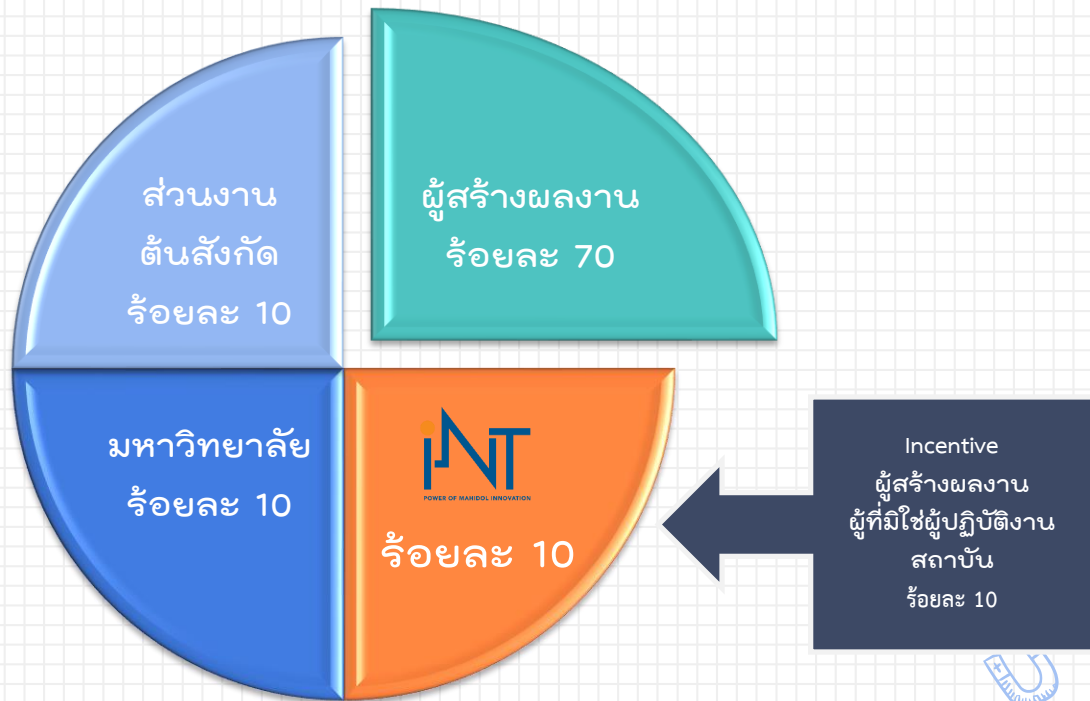 ส่วนงาน
ต้นสังกัด
ร้อยละ 10
ผู้สร้างผลงาน
ร้อยละ 70
มหาวิทยาลัย
ร้อยละ 10
iNT
POWER OF MAHIDOL INNOVATION
ร้อยละ 10
Incentive
ผู้สร้างผลงาน
ผู้ที่มิใช่ผู้ปฏิบัติงาน
สถาบัน
ร้อยละ 10